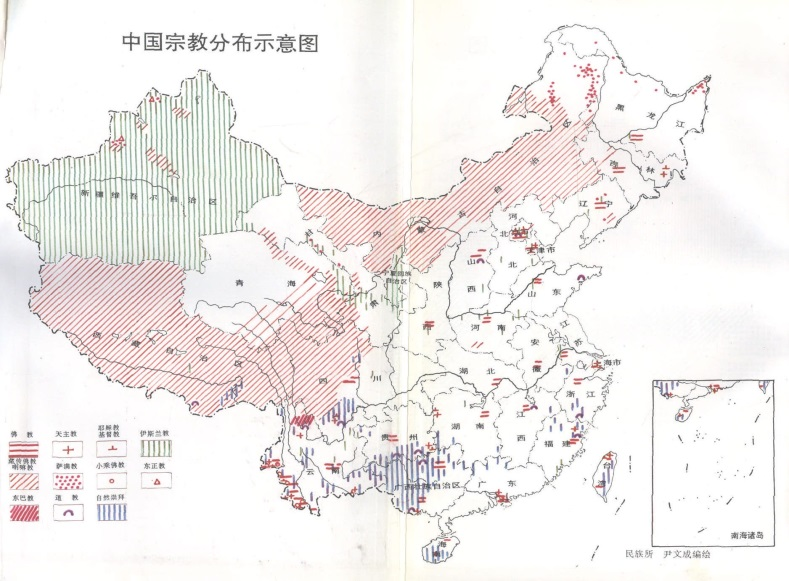 中国宗教分布示意图
黑龙江
吉林
辽宁
内蒙古自治区
新疆维吾尔自治区
甘肃
宁夏回族
自治区
青海
西藏自治区
河北
北京
天津市
山西
山东
陕西
河南
安徽
江苏
上海市
四川
湖北
浙江
湖南
江西
福建
贵州
云南
广西壮族自治区
广东
台湾
海南
佛教
天主教
耶稣教
基督教
伊斯兰教
藏传佛教
喇嘛教
萨满教
小乘佛教
东正教
东巴教
道教
自然崇拜
南海诸岛
民族所 尹文成编绘